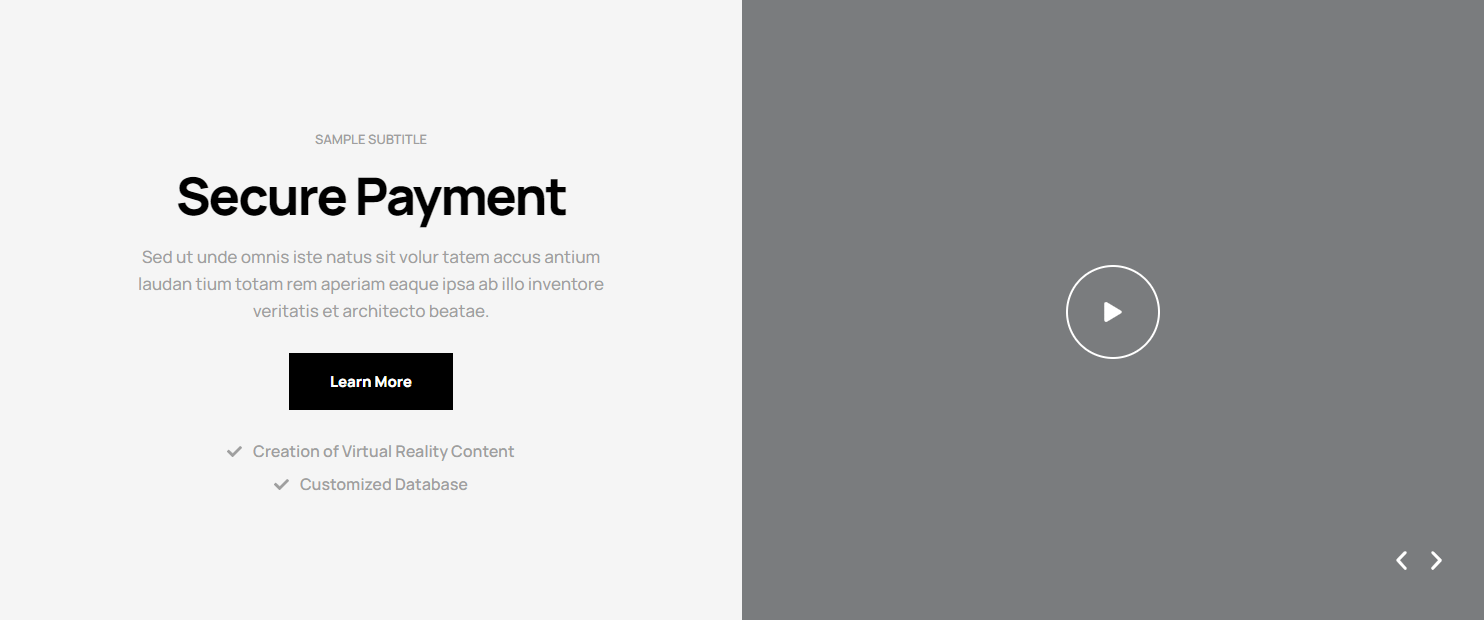 SAMPLE SUBTITLE
Secure Payment
Sed ut unde omnis iste natus sit volur tatem accus antium
laudan tium totam rem aperiam eaque ipsa ab illo inventore
veritatis et architecto beatae.
Learn More
Creation of Virtual Reality Content
Customized Database